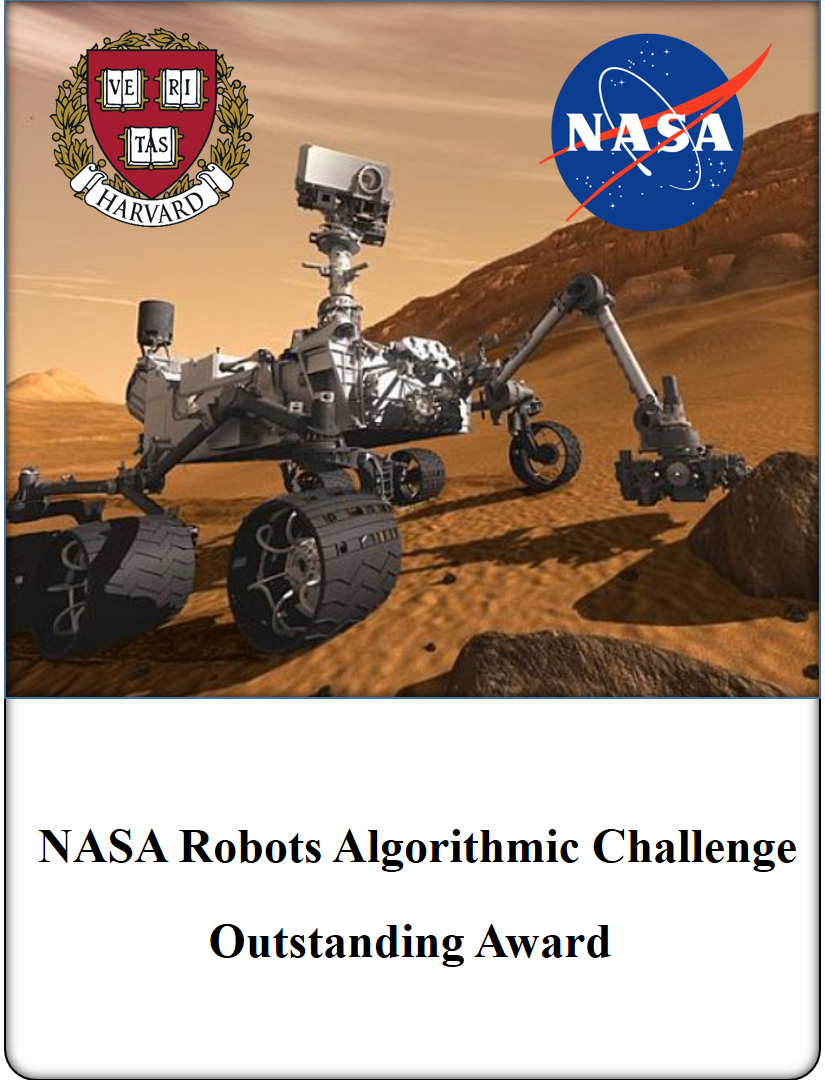 VE RI
TAS
HARVARD
NASA
NASA Robots Algorithmic Challenge
Outstanding Award